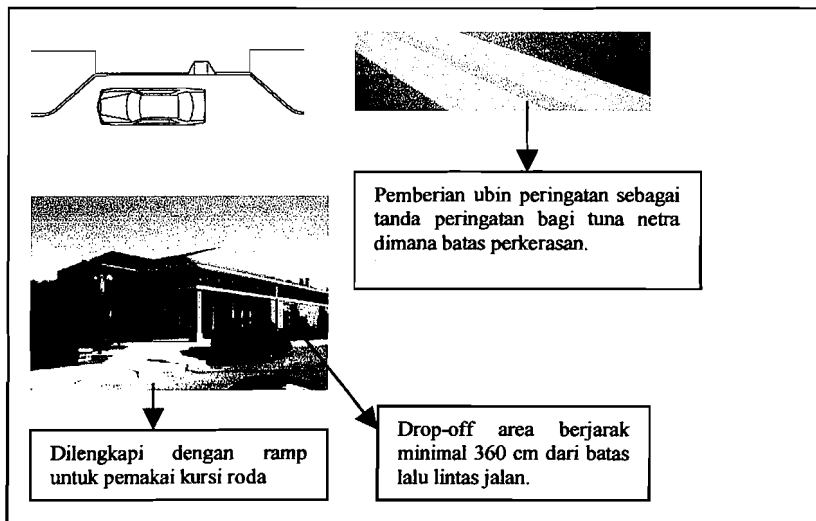 Pemberian ubin peringatan sebagai
tanda peringatan bagi tuna netra
dimana batas perkerasan.
Dilengkapi dengan ramp
untuk pemakai kursi roda
Drop-off area berjarak
minimal 360 cm dari batas
lalu lintas jalan.